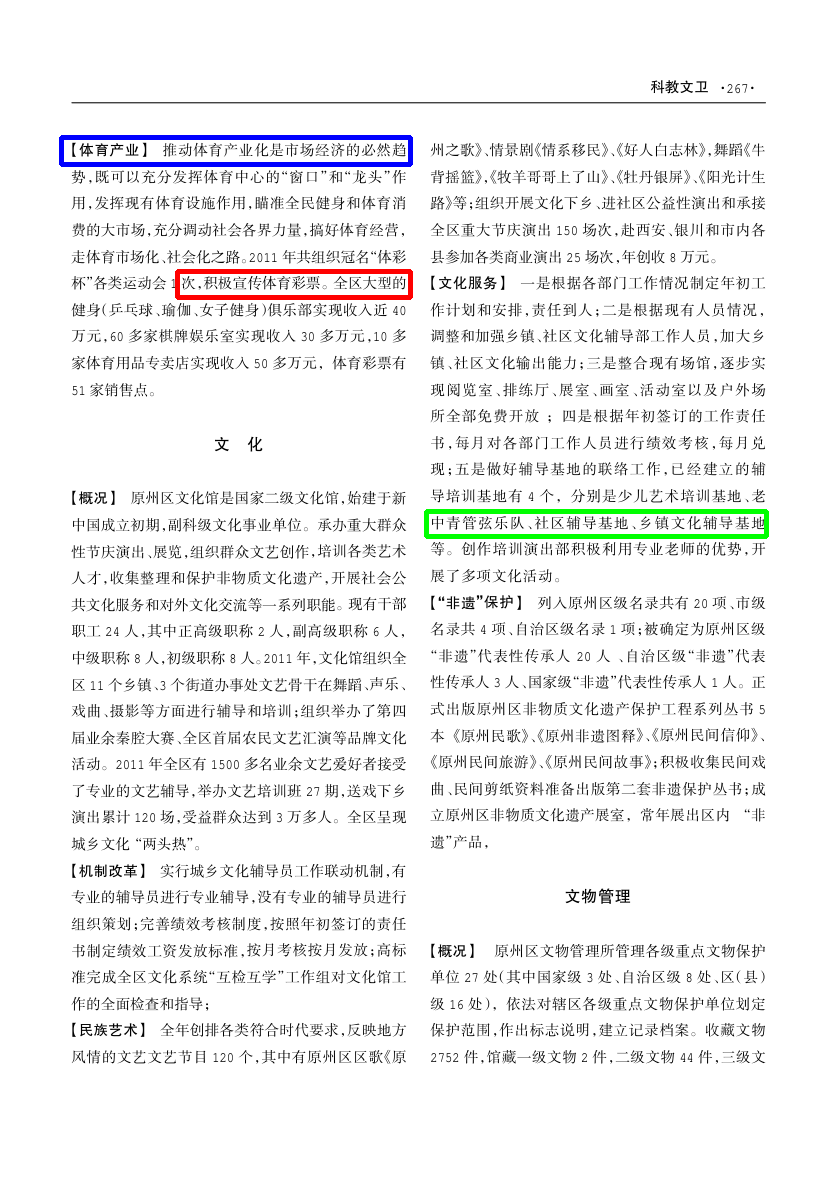 科教文卫 ·267·
【体育产业】 推动体育产业化是市场经济的必然趋
势,既可以充分发挥体育中心的“窗口”和“龙头”作
用,发挥现有体育设施作用,瞄准全民健身和体育消
费的大市场,充分调动社会各界力量,搞好体育经营,
走体育市场化、社会化之路。2011 年共组织冠名“体彩
杯”各类运动会 1次,积极宣传体育彩票。全区大型的
健身(乒乓球、瑜伽、女子健身)俱乐部实现收入近 40
万元,60 多家棋牌娱乐室实现收入 30 多万元,10 多
家体育用品专卖店实现收入 50 多万元, 体育彩票有
51 家销售点。
文 化
【概况】 原州区文化馆是国家二级文化馆,始建于新
中国成立初期,副科级文化事业单位。承办重大群众
性节庆演出、展览,组织群众文艺创作,培训各类艺术
人才,收集整理和保护非物质文化遗产,开展社会公
共文化服务和对外文化交流等一系列职能。现有干部
职工 24 人,其中正高级职称 2 人,副高级职称 6 人,
中级职称 8 人,初级职称 8 人。2011 年,文化馆组织全
区 11 个乡镇、3 个街道办事处文艺骨干在舞蹈、声乐、
戏曲、摄影等方面进行辅导和培训;组织举办了第四
届业余秦腔大赛、全区首届农民文艺汇演等品牌文化
活动。2011 年全区有 1500 多名业余文艺爱好者接受
了专业的文艺辅导,举办文艺培训班 27 期,送戏下乡
演出累计 120 场,受益群众达到 3 万多人。全区呈现
城乡文化 “两头热”。
【机制改革】 实行城乡文化辅导员工作联动机制,有
专业的辅导员进行专业辅导,没有专业的辅导员进行
组织策划;完善绩效考核制度,按照年初签订的责任
书制定绩效工资发放标准,按月考核按月发放;高标
准完成全区文化系统“互检互学”工作组对文化馆工
作的全面检查和指导;
【民族艺术】 全年创排各类符合时代要求,反映地方
风情的文艺文艺节目 120 个,其中有原州区区歌《原
州之歌》、情景剧《情系移民》、《好人白志林》,舞蹈《牛
背摇篮》,《牧羊哥哥上了山》、《牡丹银屏》、《阳光计生
路》等;组织开展文化下乡、进社区公益性演出和承接
全区重大节庆演出 150 场次,赴西安、银川和市内各
县参加各类商业演出 25 场次,年创收 8 万元。
【文化服务】 一是根据各部门工作情况制定年初工
作计划和安排,责任到人;二是根据现有人员情况,
调整和加强乡镇、社区文化辅导部工作人员,加大乡
镇、社区文化输出能力;三是整合现有场馆,逐步实
现阅览室、排练厅、展室、画室、活动室以及户外场
所全部免费开放 ; 四是根据年初签订的工作责任
书,每月对各部门工作人员进行绩效考核,每月兑
现;五是做好辅导基地的联络工作,已经建立的辅
导培训基地有 4 个, 分别是少儿艺术培训基地、老
中青管弦乐队、社区辅导基地、乡镇文化辅导基地
等。创作培训演出部积极利用专业老师的优势,开
展了多项文化活动。
【“非遗”保护】 列入原州区级名录共有 20 项、市级
名录共 4 项、自治区级名录 1 项;被确定为原州区级
“非遗”代表性传承人 20 人 、自治区级“非遗”代表
性传承人 3 人、国家级“非遗”代表性传承人 1 人。正
式出版原州区非物质文化遗产保护工程系列丛书 5
本《原州民歌》、《原州非遗图释》、《原州民间信仰》、
《原州民间旅游》、《原州民间故事》;积极收集民间戏
曲、民间剪纸资料准备出版第二套非遗保护丛书;成
立原州区非物质文化遗产展室, 常年展出区内 “非
遗”产品,
文物管理
【概况】 原州区文物管理所管理各级重点文物保护
单位 27 处(其中国家级 3 处、自治区级 8 处、区(县)
级 16 处), 依法对辖区各级重点文物保护单位划定
保护范围,作出标志说明,建立记录档案。收藏文物
2752 件,馆藏一级文物 2 件,二级文物 44 件,三级文